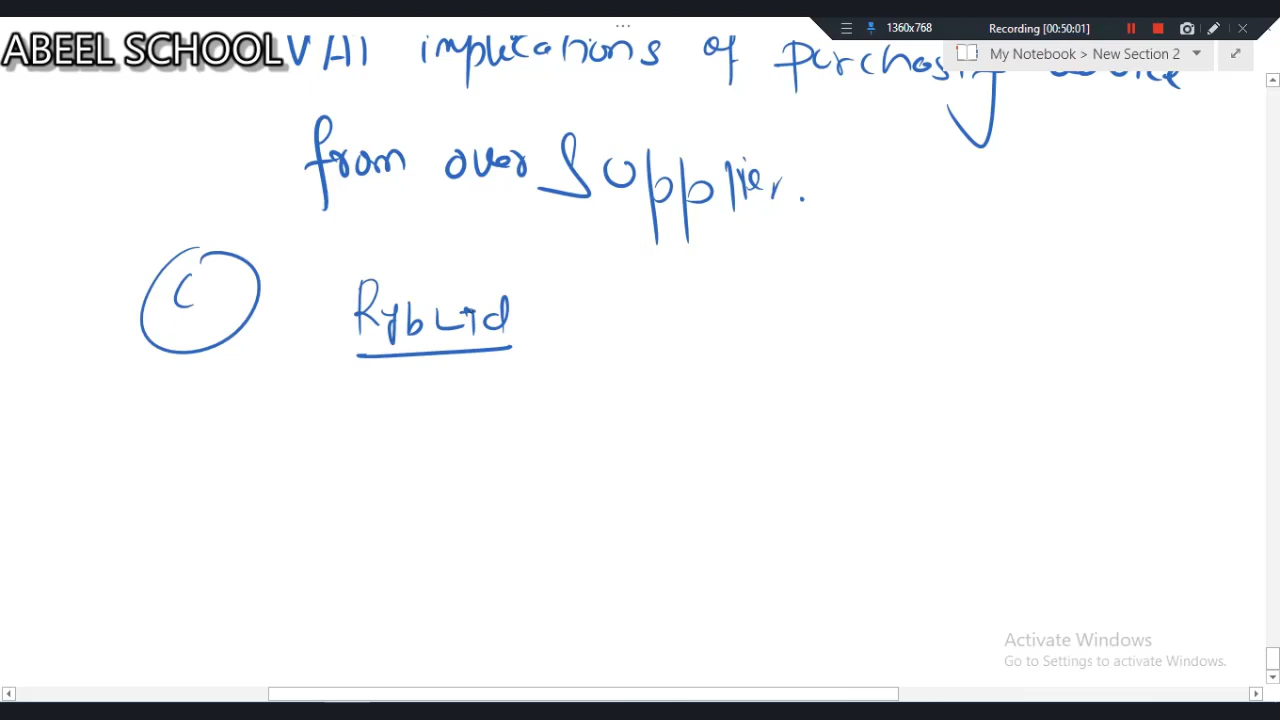 1360x768 Recording [00:50:01]
ABEEL SCHOOL VAT implications of purchasing
My Notebook > New Section 2
from over supplier.
C Ryb Ltd
Activate Windows
Go to Settings to activate Windows.